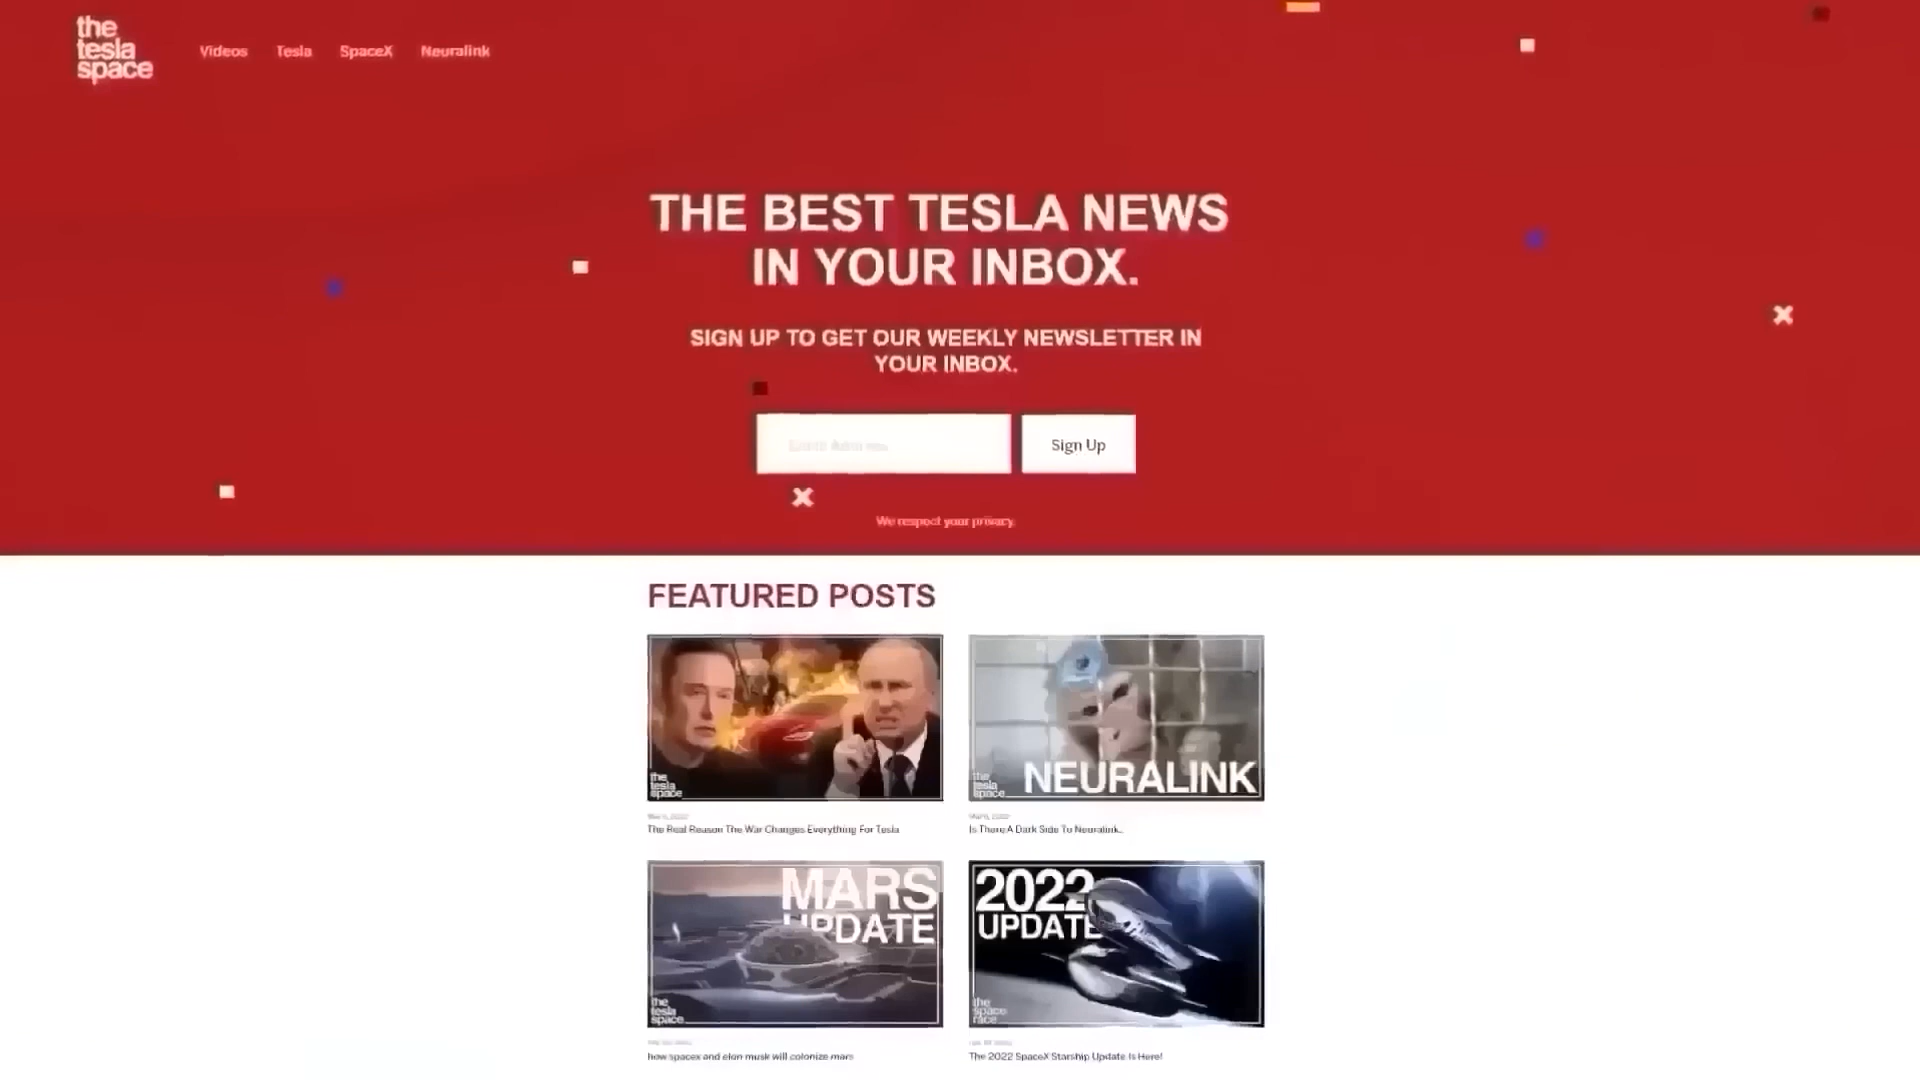 the
tesla
space
Videos Tesla SpaceX Neuralink
THE BEST TESLA NEWS
IN YOUR INBOX.
SIGN UP TO GET OUR WEEKLY NEWSLETTER IN
YOUR INBOX.
Email Address
Sign Up
We respect your privacy.
FEATURED POSTS
the
tesla
space
the
tesla
space
NEURALINK
The Real Reason The War Changes Everything For Tesla
Is There A Dark Side To Neuralink...
MARS
UPDATE
the
tesla
space
2022
UPDATE
the
space
race
how spacex and elon musk will colonize mars
The 2022 SpaceX Starship Update Is Here!